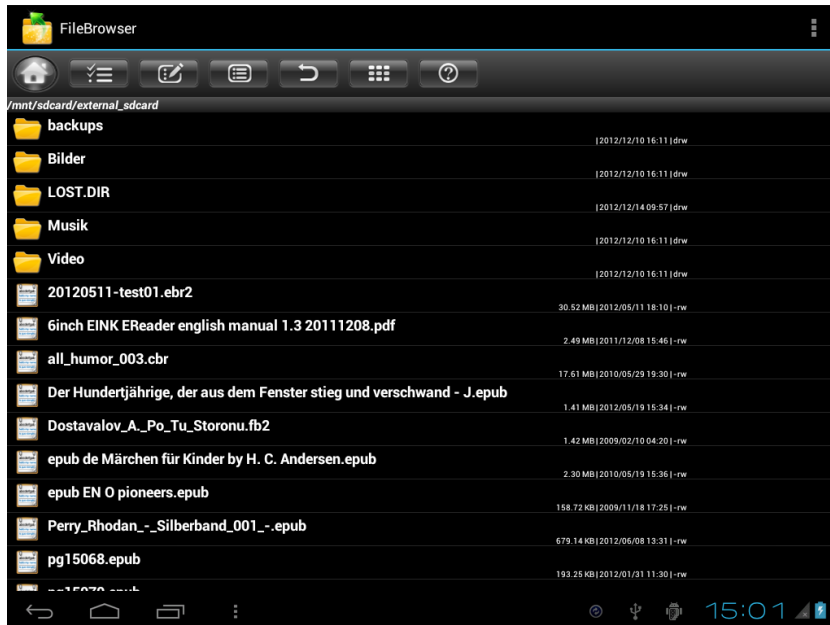 FileBrowser
/mnt/sdcard/external_sdcard
backups
|2012/12/10 16:11|drw
Bilder
|2012/12/10 16:11|drw
LOST.DIR
|2012/12/14 09:57|drw
Musik
|2012/12/10 16:11|drw
Video
|2012/12/10 16:11|drw
20120511-test01.ebr2
30.52 MB|2012/05/11 18:10|-rw
6inch EINK EReader english manual 1.3 20111208.pdf
2.49 MB|2011/12/08 15:46|-rw
all_humor_003.cbr
17.61 MB|2010/05/29 19:30|-rw
Der Hundertjährige, der aus dem Fenster stieg und verschwand - J.epub
1.41 MB|2012/05/19 15:34|-rw
Dostavalov_A._Po_Tu_Storonu.fb2
1.42 MB|2009/02/10 04:20|-rw
epub de Märchen für Kinder by H. C. Andersen.epub
2.30 MB|2010/05/19 15:36|-rw
epub EN O pioneers.epub
158.72 KB|2009/11/18 17:25|-rw
Perry_Rhodan_-_Silberband_001_-.epub
679.14 KB|2012/06/08 13:31|-rw
pg15068.epub
193.25 KB|2012/01/31 11:30|-rw
15:01